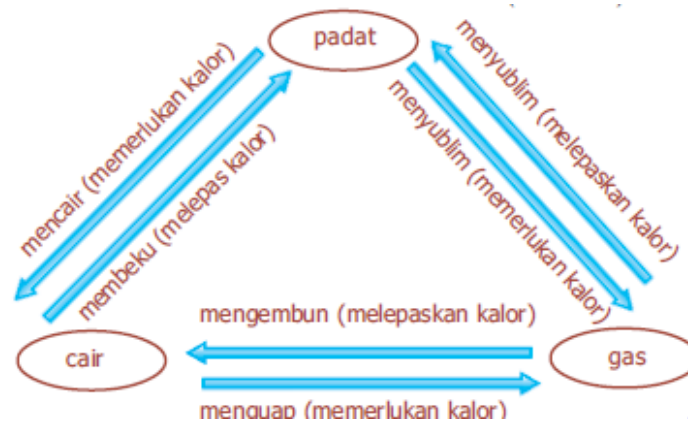 padat
mencair (memerlukan kalor)
membeku (melepas kalor)
menyublim (melepaskan kalor)
menyublim (memerlukan kalor)
mengembun (melepaskan kalor)
cair
gas
menguap (memerlukan kalor)